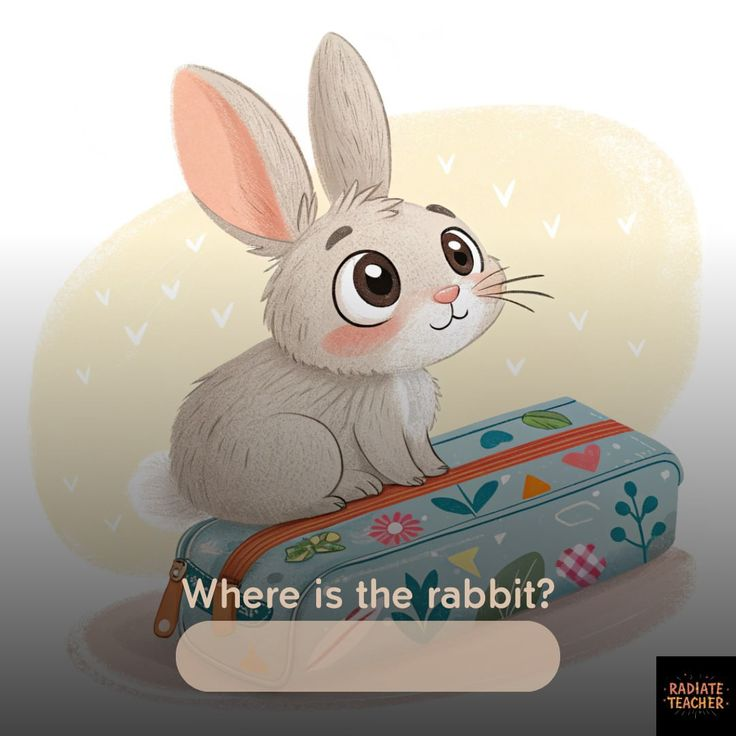 Where is the rabbit?
RADIATE
TEACHER